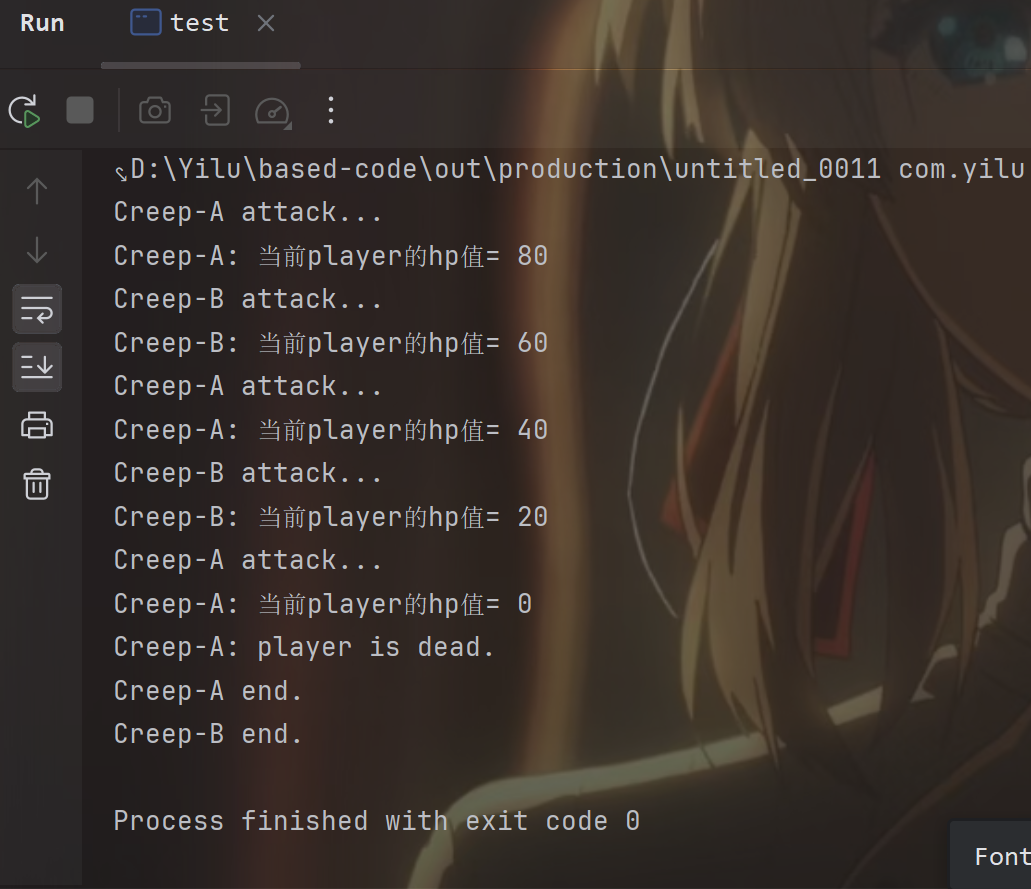 Run test
D:\Yilu\based-code\out\production\untitled_0011 com.yilu
Creep-A attack...
Creep-A: 当前player的hp值= 80
Creep-B attack...
Creep-B: 当前player的hp值= 60
Creep-A attack...
Creep-A: 当前player的hp值= 40
Creep-B attack...
Creep-B: 当前player的hp值= 20
Creep-A attack...
Creep-A: 当前player的hp值= 0
Creep-A: player is dead.
Creep-A end.
Creep-B end.
Process finished with exit code 0
Font